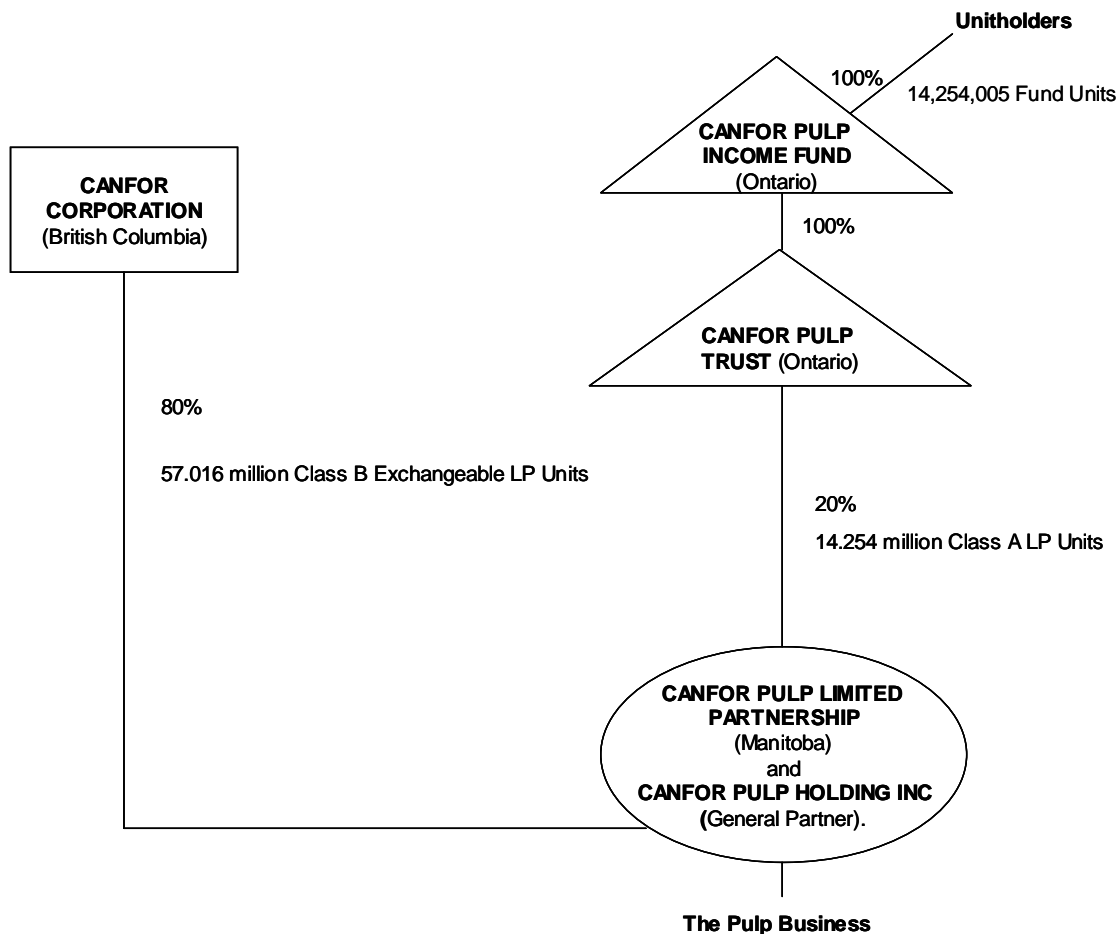 Unitholders
100%
14,254,005 Fund Units
CANFOR PULP
INCOME FUND
(Ontario)
CANFOR
CORPORATION
(British Columbia)
100%
CANFOR PULP
TRUST (Ontario)
80%
57.016 million Class B Exchangeable LP Units
20%
14.254 million Class A LP Units
CANFOR PULP LIMITED
PARTNERSHIP
(Manitoba)
and
CANFOR PULP HOLDING INC
(General Partner).
The Pulp Business